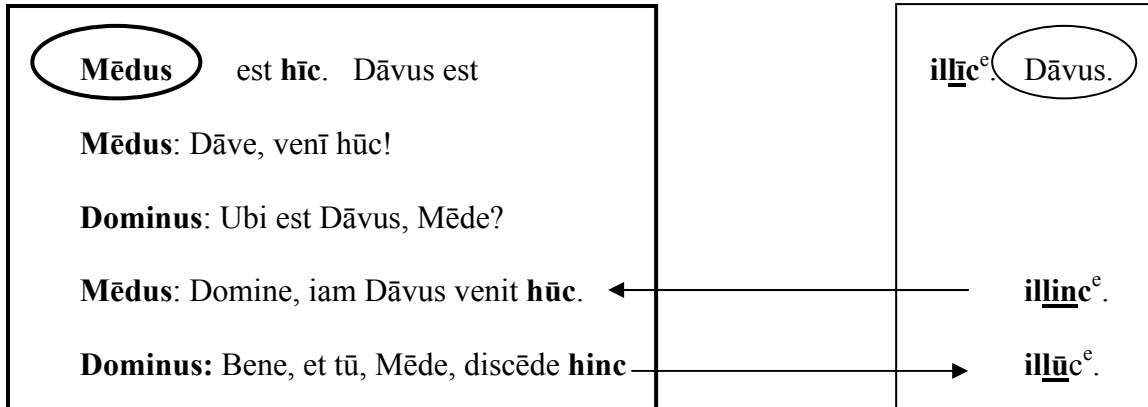 Mēdus est hīc. Dāvus est illīcᵉ. Dāvus.
Mēdus: Dāve, venī hūc!
Dominus: Ubi est Dāvus, Mēde?
Mēdus: Domine, iam Dāvus venit hūc. illincᵉ.
Dominus: Bene, et tū, Mēde, discēde hinc illūcᵉ.